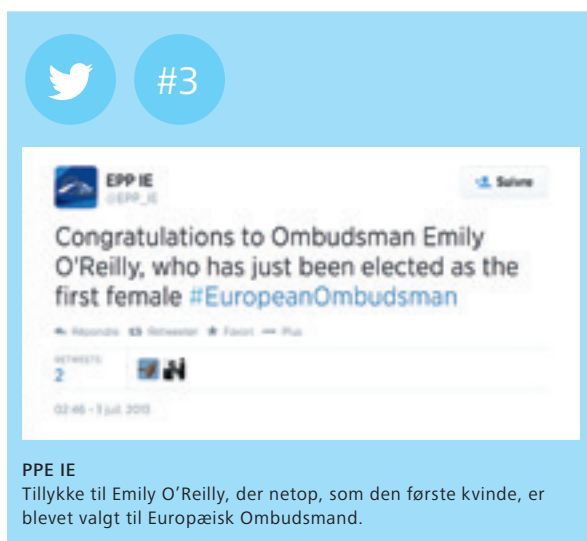 #3
EPP IE
@EPP_IE
Suivre
Congratulations to Ombudsman Emily
O'Reilly, who has just been elected as the
first female #EuropeanOmbudsman
Répondre Retweeter Favori Plus
RETWEETS
2
02:46 - 3 juil. 2013
PPE IE
Tillykke til Emily O’Reilly, der netop, som den første kvinde, er
blevet valgt til Europæisk Ombudsmand.